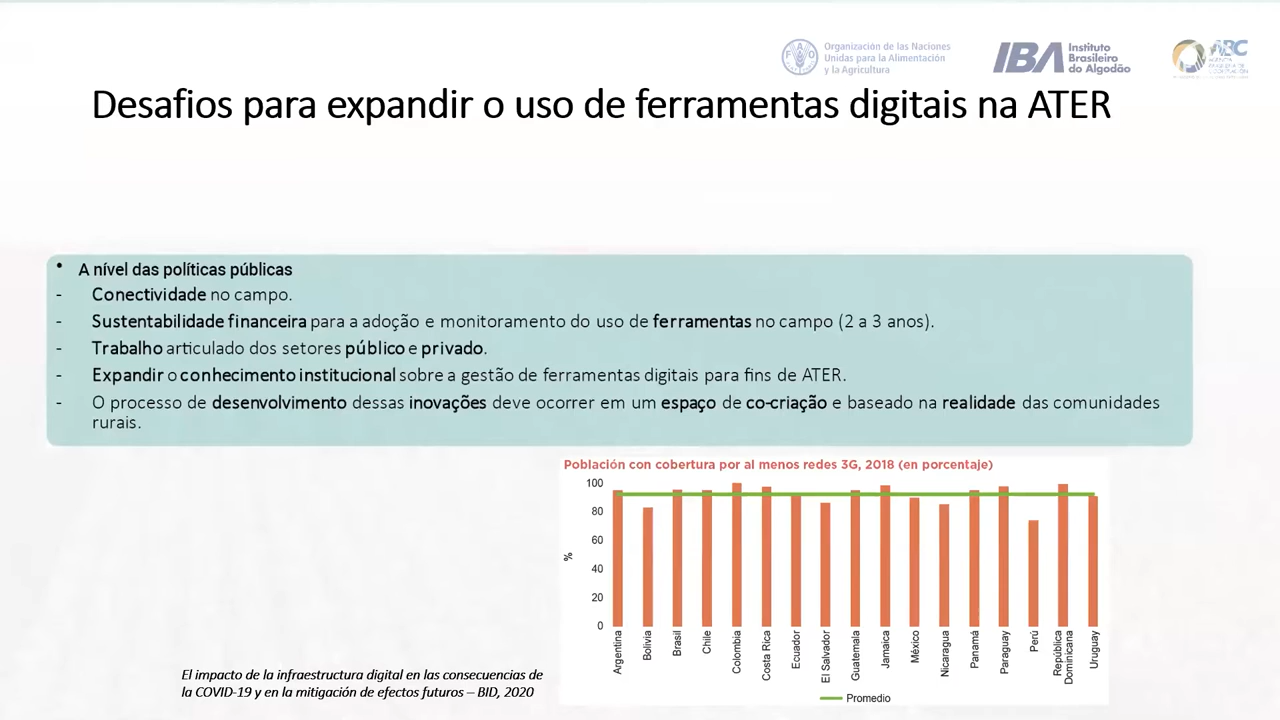 Organización de las Naciones
Unidas para la Alimentación
y la Agricultura
IBA
Instituto
Brasileiro
do Algodão
ABC
Desafios para expandir o uso de ferramentas digitais na ATER
• A nível das políticas públicas
- Conectividade no campo.
- Sustentabilidade financeira para a adoção e monitoramento do uso de ferramentas no campo (2 a 3 anos).
- Trabalho articulado dos setores público e privado.
- Expandir o conhecimento institucional sobre a gestão de ferramentas digitais para fins de ATER.
- O processo de desenvolvimento dessas inovações deve ocorrer em um espaço de co-criação e baseado na realidade das comunidades
rurais.
Población con cobertura por al menos redes 3G, 2018 (en porcentaje)
100
80
60
40
20
0
%
Argentina
Bolivia
Brasil
Chile
Colombia
Costa Rica
Ecuador
El Salvador
Guatemala
Jamaica
México
Nicaragua
Panamá
Paraguay
Perú
República
Dominicana
Uruguay
Promedio
El impacto de la infraestructura digital en las consecuencias de
la COVID-19 y en la mitigación de efectos futuros – BID, 2020